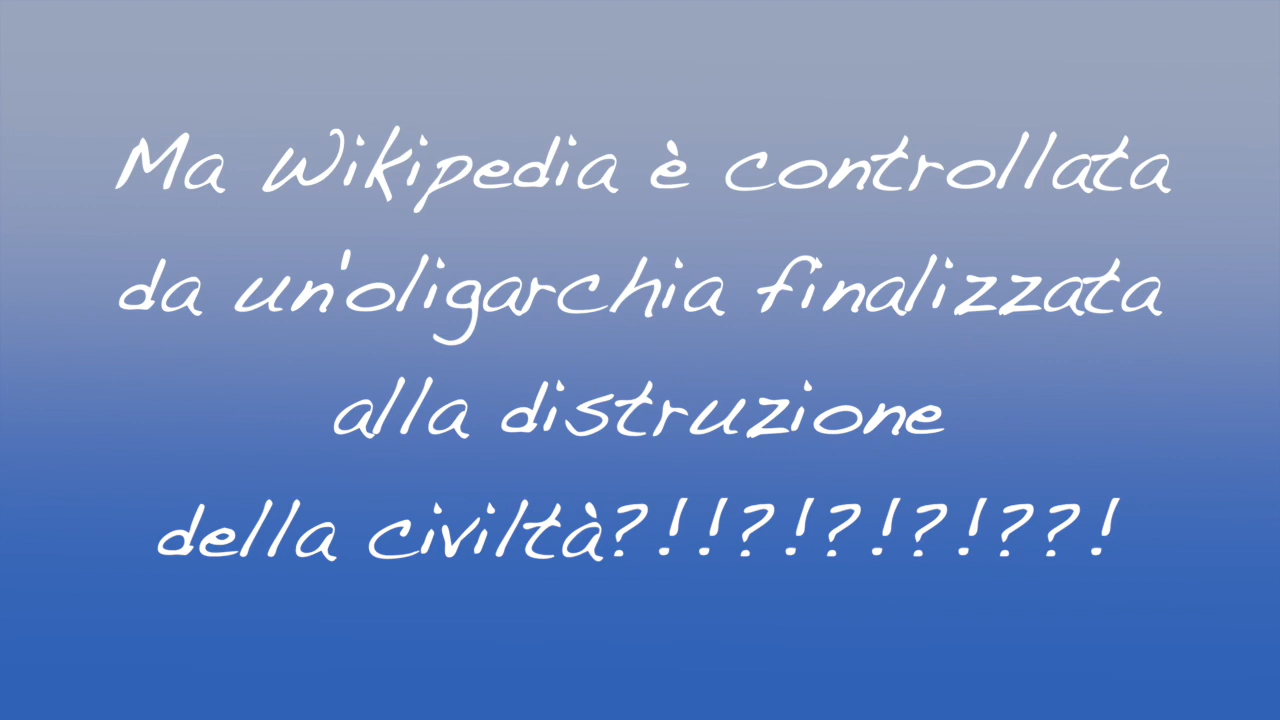 Ma Wikipedia è controllata
da un'oligarchia finalizzata
alla distruzione
della civiltà?!!?!?!?!??!